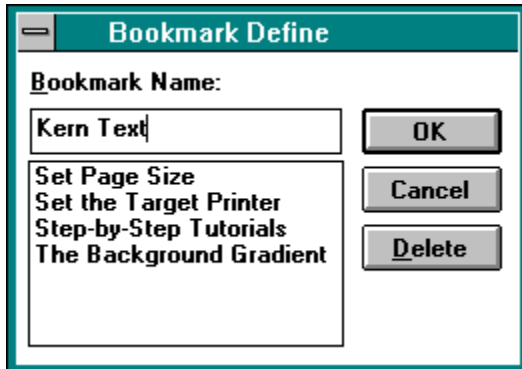 Bookmark Define
Bookmark Name:
Kern Text
OK
Set Page Size
Set the Target Printer
Step-by-Step Tutorials
The Background Gradient
Cancel
Delete